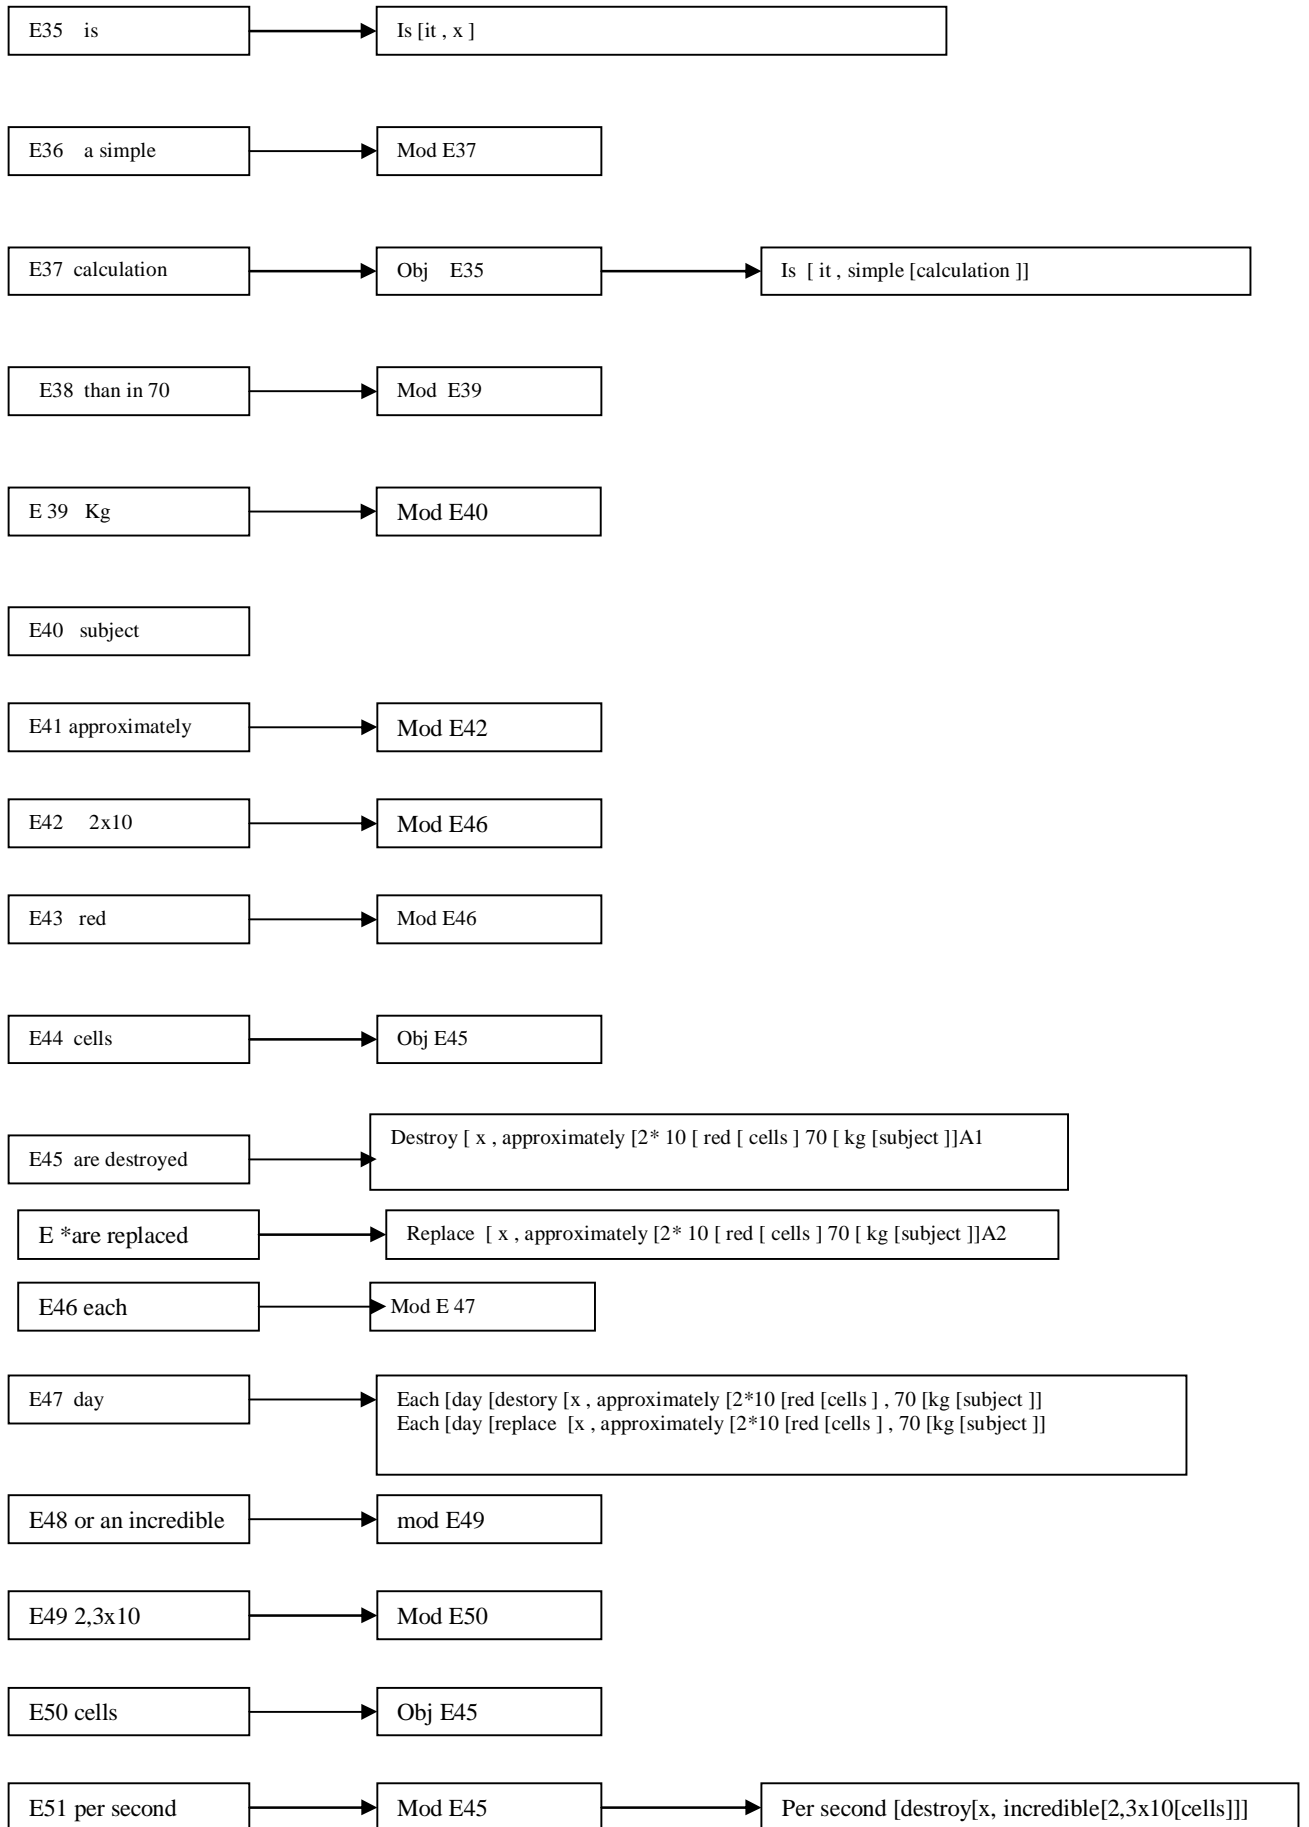 E35 is Is [it , x ]
E36 a simple Mod E37
E37 calculation Obj E35 Is [ it , simple [calculation ]]
E38 than in 70 Mod E39
E 39 Kg Mod E40
E40 subject
E41 approximately Mod E42
E42 2x10 Mod E46
E43 red Mod E46
E44 cells Obj E45
E45 are destroyed Destroy [ x , approximately [2* 10 [ red [ cells ] 70 [ kg [subject ]]A1
E *are replaced Replace [ x , approximately [2* 10 [ red [ cells ] 70 [ kg [subject ]]A2
E46 each Mod E 47
E47 day Each [day [destory [x , approximately [2*10 [red [cells ] , 70 [kg [subject ]]
Each [day [replace [x , approximately [2*10 [red [cells ] , 70 [kg [subject ]]
E48 or an incredible mod E49
E49 2,3x10 Mod E50
E50 cells Obj E45
E51 per second Mod E45 Per second [destroy[x, incredible[2,3x10[cells]]]